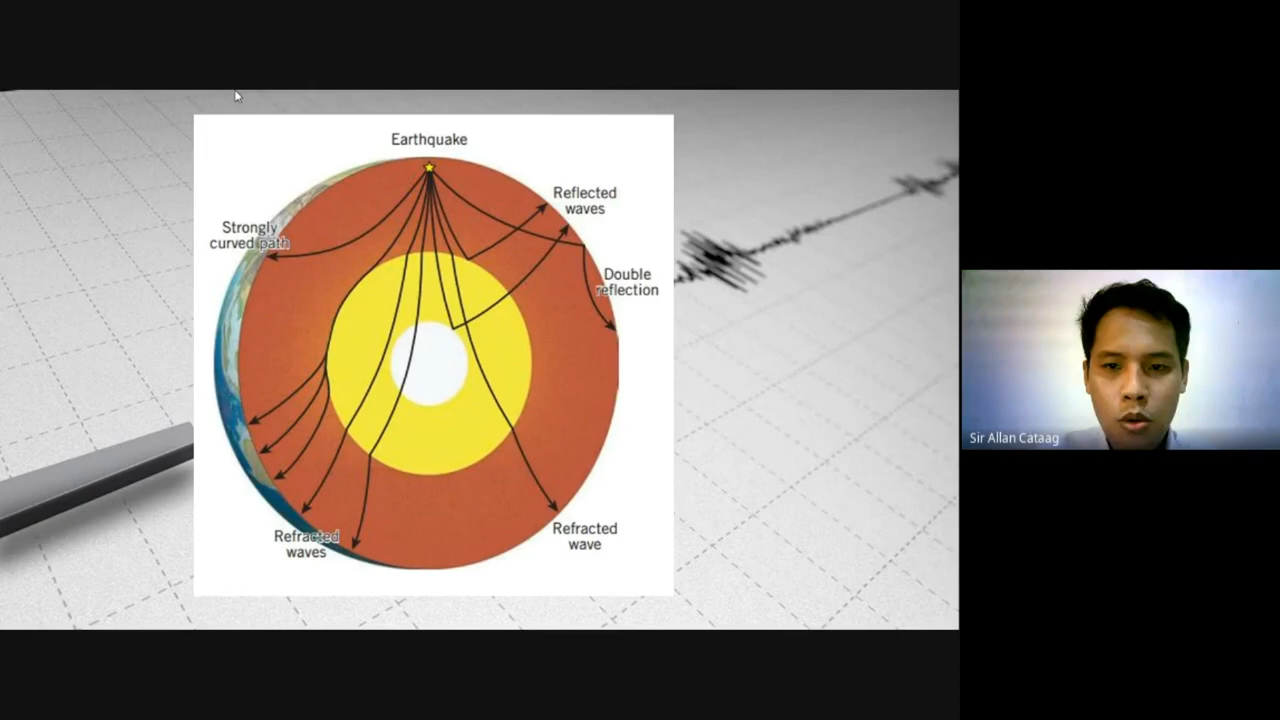 Earthquake
Reflected
waves
Strongly
curved path
Double
reflection
Refracted
waves
Refracted
wave
Sir Allan Cataag